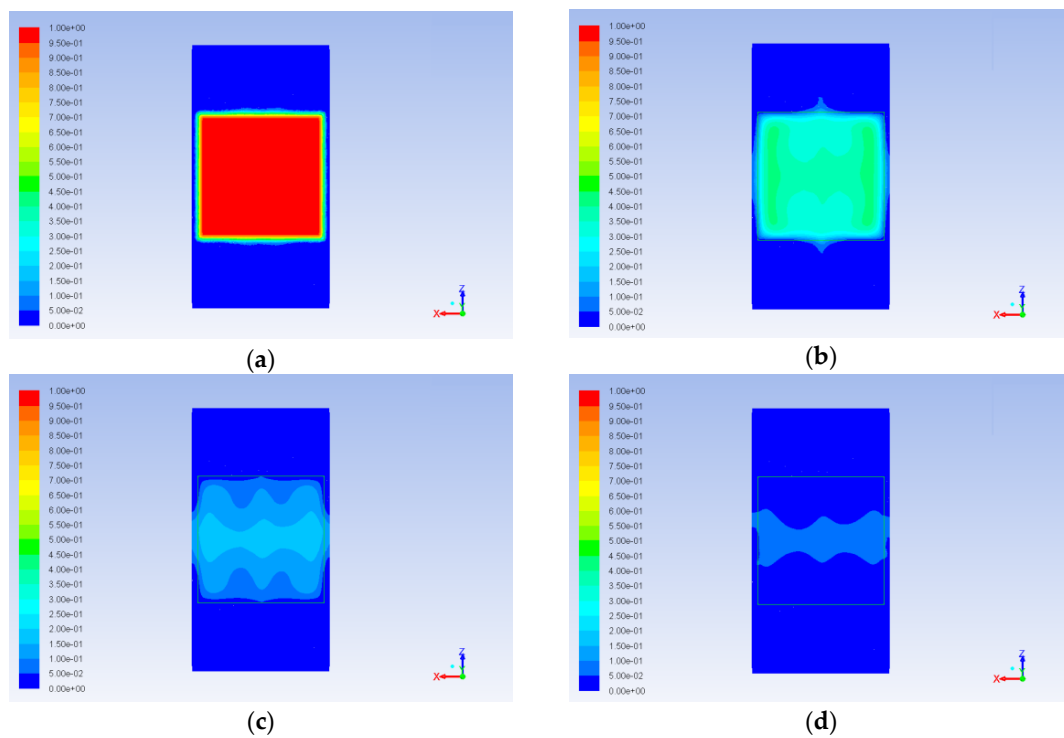 1.00e+00
9.50e-01
9.00e-01
8.50e-01
8.00e-01
7.50e-01
7.00e-01
6.50e-01
6.00e-01
5.50e-01
5.00e-01
4.50e-01
4.00e-01
3.50e-01
3.00e-01
2.50e-01
2.00e-01
1.50e-01
1.00e-01
5.00e-02
0.00e+00
Z
Y
X
(a)
1.00e+00
9.50e-01
9.00e-01
8.50e-01
8.00e-01
7.50e-01
7.00e-01
6.50e-01
6.00e-01
5.50e-01
5.00e-01
4.50e-01
4.00e-01
3.50e-01
3.00e-01
2.50e-01
2.00e-01
1.50e-01
1.00e-01
5.00e-02
0.00e+00
Z
Y
X
(b)
1.00e+00
9.50e-01
9.00e-01
8.50e-01
8.00e-01
7.50e-01
7.00e-01
6.50e-01
6.00e-01
5.50e-01
5.00e-01
4.50e-01
4.00e-01
3.50e-01
3.00e-01
2.50e-01
2.00e-01
1.50e-01
1.00e-01
5.00e-02
0.00e+00
Z
Y
X
(c)
1.00e+00
9.50e-01
9.00e-01
8.50e-01
8.00e-01
7.50e-01
7.00e-01
6.50e-01
6.00e-01
5.50e-01
5.00e-01
4.50e-01
4.00e-01
3.50e-01
3.00e-01
2.50e-01
2.00e-01
1.50e-01
1.00e-01
5.00e-02
0.00e+00
Z
Y
X
(d)